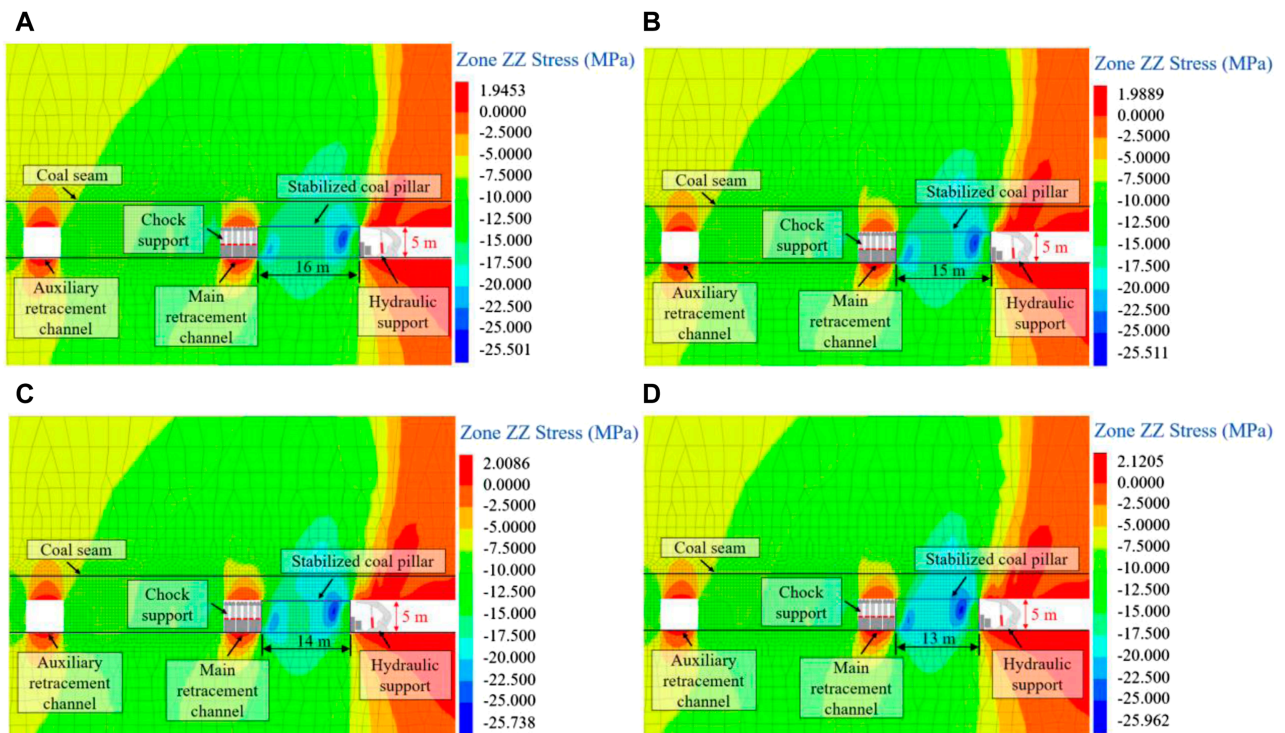 A
Zone ZZ Stress (MPa)
1.9453
0.0000
-2.5000
-5.0000
-7.5000
-10.000
-12.500
-15.000
-17.500
-20.000
-22.500
-25.000
-25.501
Coal seam
Stabilized coal pillar
Chock
support
5 m
16 m
Auxiliary
retracement
channel
Main
retracement
channel
Hydraulic
support
B
Zone ZZ Stress (MPa)
1.9889
0.0000
-2.5000
-5.0000
-7.5000
-10.000
-12.500
-15.000
-17.500
-20.000
-22.500
-25.000
-25.511
Coal seam
Stabilized coal pillar
Chock
support
5 m
15 m
Auxiliary
retracement
channel
Main
retracement
channel
Hydraulic
support
C
Zone ZZ Stress (MPa)
2.0086
0.0000
-2.5000
-5.0000
-7.5000
-10.000
-12.500
-15.000
-17.500
-20.000
-22.500
-25.000
-25.738
Coal seam
Stabilized coal pillar
Chock
support
5 m
14 m
Auxiliary
retracement
channel
Main
retracement
channel
Hydraulic
support
D
Zone ZZ Stress (MPa)
2.1205
0.0000
-2.5000
-5.0000
-7.5000
-10.000
-12.500
-15.000
-17.500
-20.000
-22.500
-25.000
-25.962
Coal seam
Stabilized coal pillar
Chock
support
5 m
13 m
Auxiliary
retracement
channel
Main
retracement
channel
Hydraulic
support